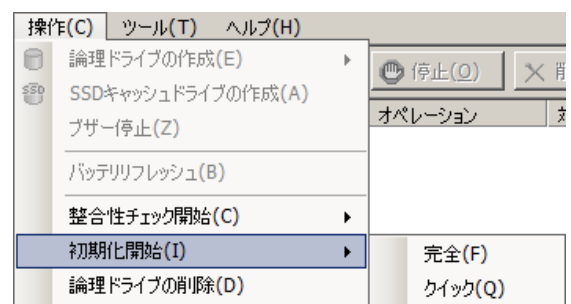 操作(C) ツール(T) ヘルプ(H)
論理ドライブの作成(E)
SSD
SSDキャッシュドライブの作成(A)
ブザー停止(Z)
バッテリリフレッシュ(B)
整合性チェック開始(C)
初期化開始(I)
論理ドライブの削除(D)
停止(O)
オペレーション
完全(F)
クイック(Q)